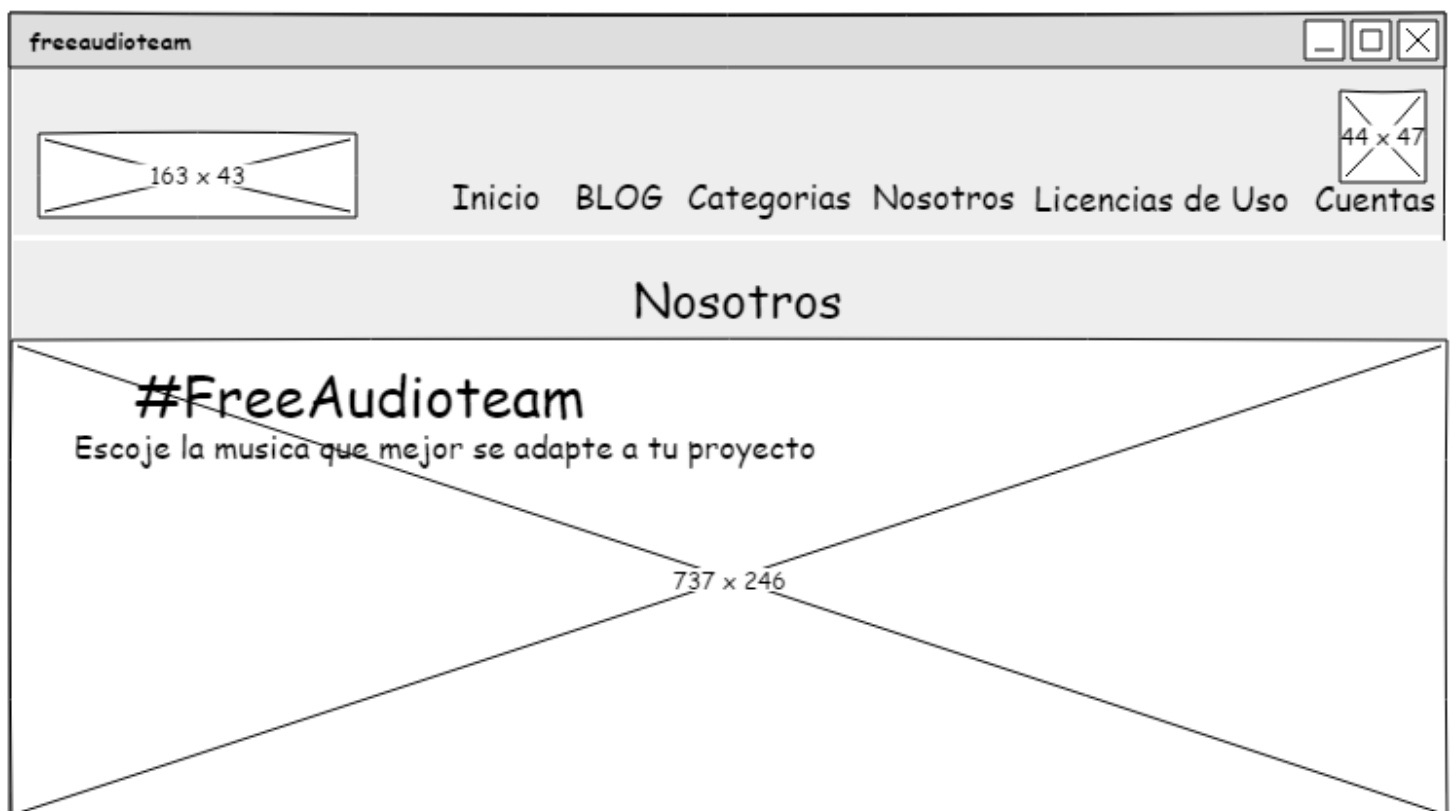 freeaudioteam
44 x 47
163 x 43
Inicio BLOG Categorias Nosotros Licencias de Uso Cuentas
Nosotros
#FreeAudioteam
Escoje la musica que mejor se adapte a tu proyecto
737 x 246